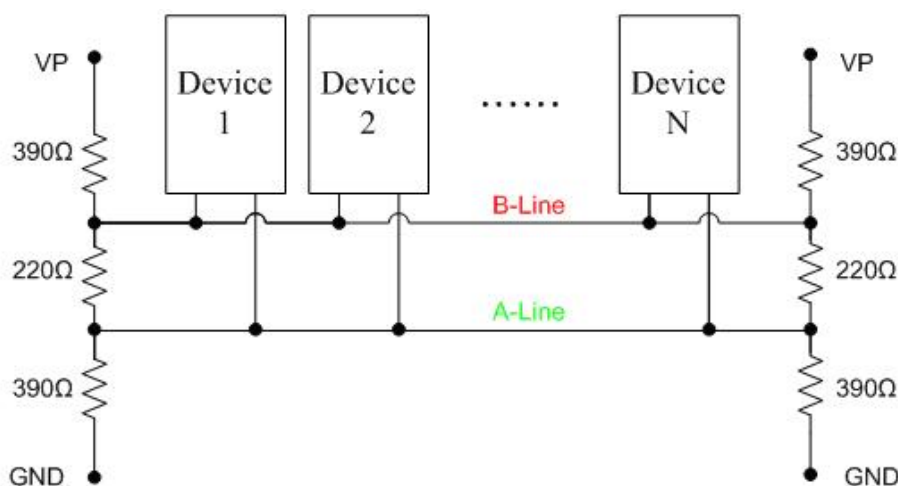 VP
Device
1
Device
2
......
Device
N
VP
390Ω
390Ω
B-Line
220Ω
220Ω
A-Line
390Ω
390Ω
GND
GND